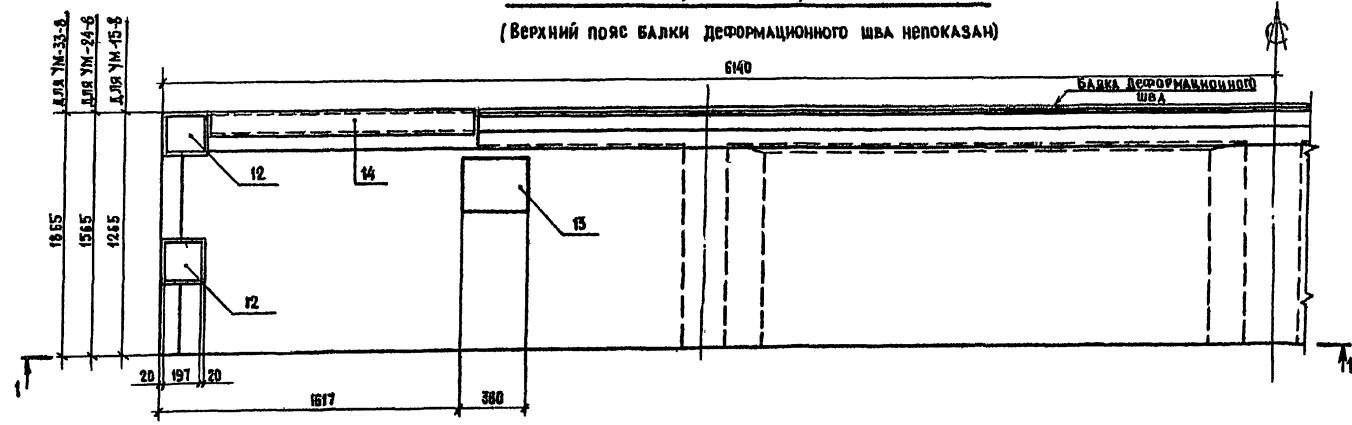 (Верхний пояс балки деформационного шва непоказан)
6140
Балка деформационного
шва
для УМ-33-8
для УМ-24-6
для УМ-15-8
12
14
13
12
1865
1565
1265
1
1
20 197 20
1617
380